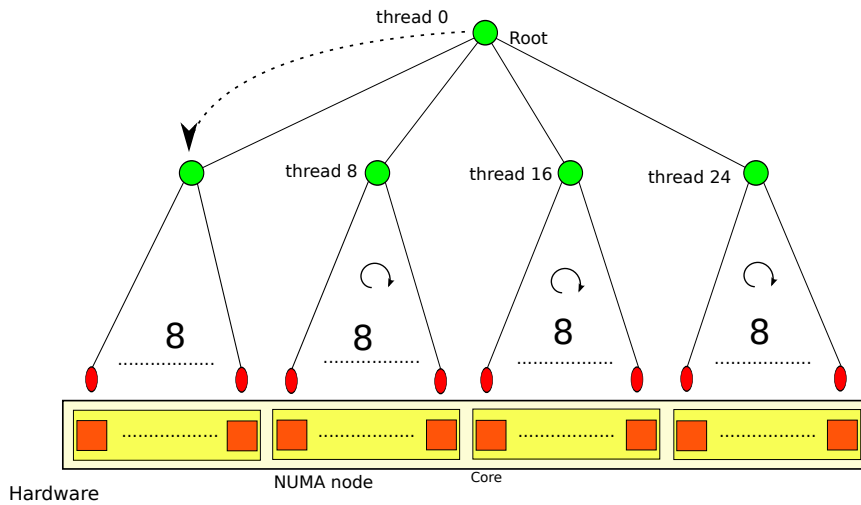 thread 0
Root
thread 8
thread 16
thread 24
8
8
8
8
NUMA node
Core
Hardware